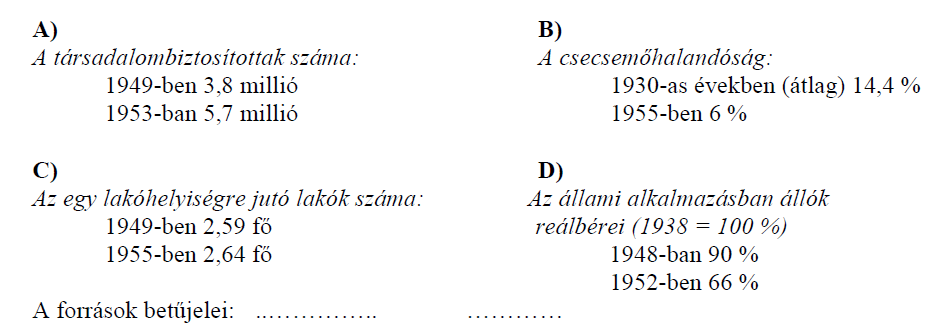 A)
A társadalombiztosítottak száma:
1949-ben 3,8 millió
1953-ban 5,7 millió
B)
A csecsemőhalandóság:
1930-as években (átlag) 14,4 %
1955-ben 6 %
C)
Az egy lakóhelyiségre jutó lakók száma:
1949-ben 2,59 fő
1955-ben 2,64 fő
D)
Az állami alkalmazásban állók
reálbérei (1938 = 100 %)
1948-ban 90 %
1952-ben 66 %
A források betűjelei: ..………….. …………